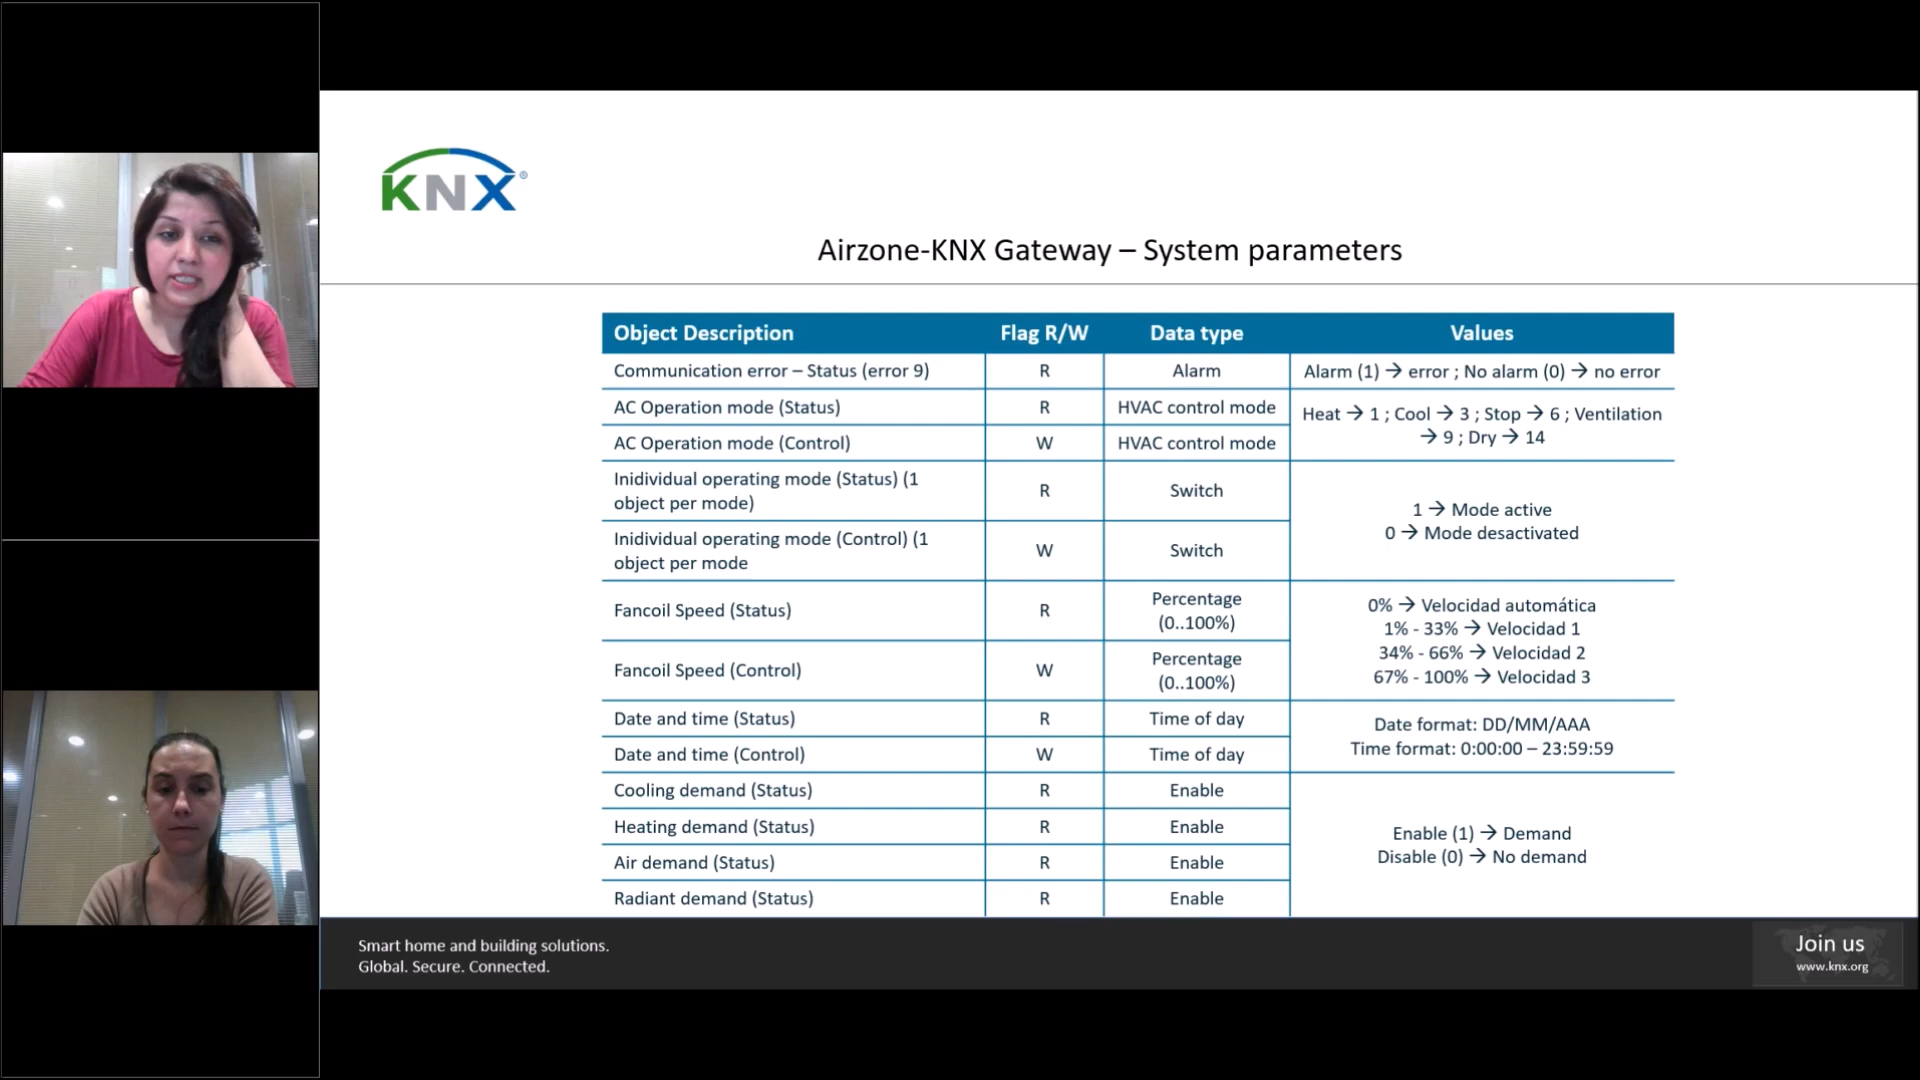 KNX®
Airzone-KNX Gateway – System parameters
Object Description Flag R/W Data type Values
Communication error – Status (error 9) R Alarm Alarm (1) → error ; No alarm (0) → no error
AC Operation mode (Status) R HVAC control mode Heat → 1 ; Cool → 3 ; Stop → 6 ; Ventilation
→ 9 ; Dry → 14
AC Operation mode (Control) W HVAC control mode
Inidividual operating mode (Status) (1
object per mode) R Switch 1 → Mode active
0 → Mode desactivated
Inidividual operating mode (Control) (1
object per mode W Switch
Fancoil Speed (Status) R Percentage
(0..100%)
0% → Velocidad automática
1% - 33% → Velocidad 1
34% - 66% → Velocidad 2
67% - 100% → Velocidad 3
Fancoil Speed (Control) W Percentage
(0..100%)
Date and time (Status) R Time of day Date format: DD/MM/AAA
Time format: 0:00:00 – 23:59:59
Date and time (Control) W Time of day
Cooling demand (Status) R Enable Enable (1) → Demand
Disable (0) → No demand
Heating demand (Status) R Enable
Air demand (Status) R Enable
Radiant demand (Status) R Enable
Smart home and building solutions.
Global. Secure. Connected.
Join us
www.knx.org